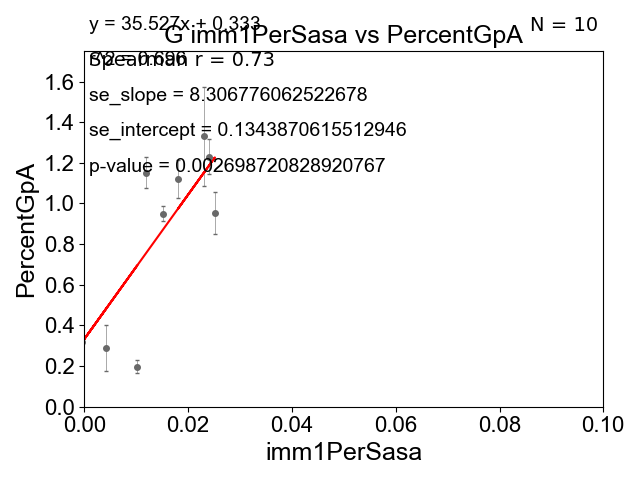 y = 35.527x + 0.333
N = 10
G imm1PerSasa vs PercentGpA
Spearman r = 0.73
se_slope = 8.306776062522678
se_intercept = 0.1343870615512946
p-value = 0.002698720828920767
PercentGpA
1.6
1.4
1.2
1.0
0.8
0.6
0.4
0.2
0.0
0.00 0.02 0.04 0.06 0.08 0.10
imm1PerSasa